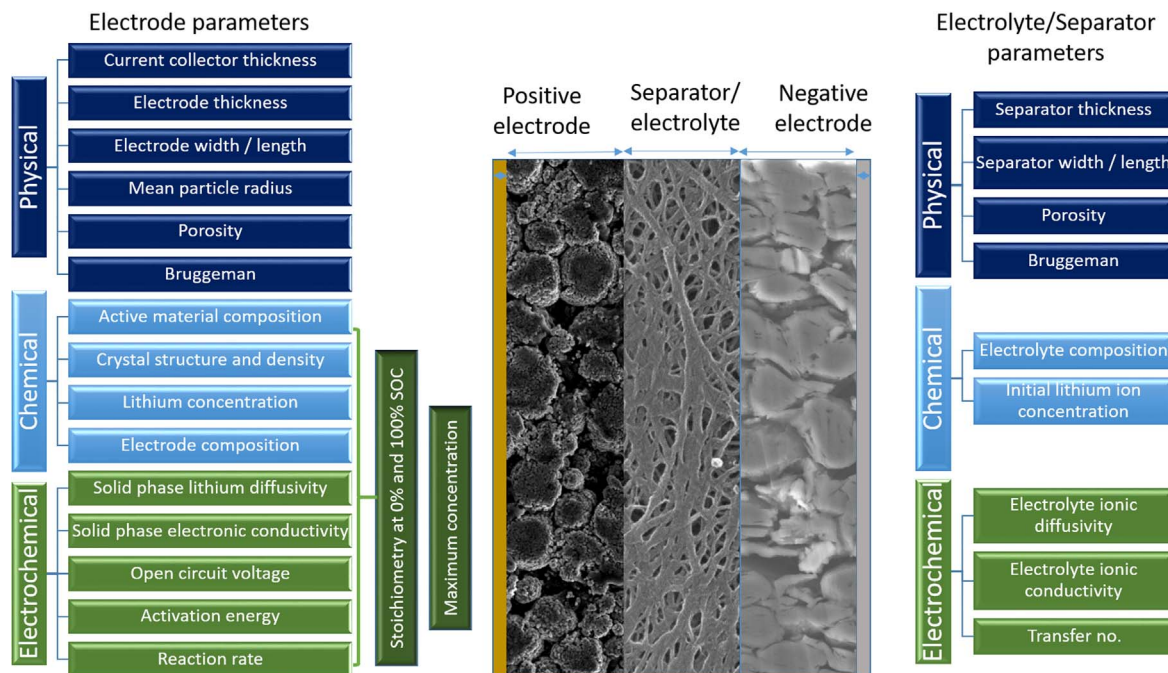 Electrode parameters
Physical
Current collector thickness
Electrode thickness
Electrode width / length
Mean particle radius
Porosity
Bruggeman
Chemical
Active material composition
Crystal structure and density
Lithium concentration
Electrode composition
Electrochemical
Solid phase lithium diffusivity
Solid phase electronic conductivity
Open circuit voltage
Activation energy
Reaction rate
Stoichiometry at 0% and 100% SOC
Maximum concentration
Positive
electrode
Separator/
electrolyte
Negative
electrode
Electrolyte/Separator
parameters
Physical
Separator thickness
Separator width / length
Porosity
Bruggeman
Chemical
Electrolyte composition
Initial lithium ion
concentration
Electrochemical
Electrolyte ionic
diffusivity
Electrolyte ionic
conductivity
Transfer no.